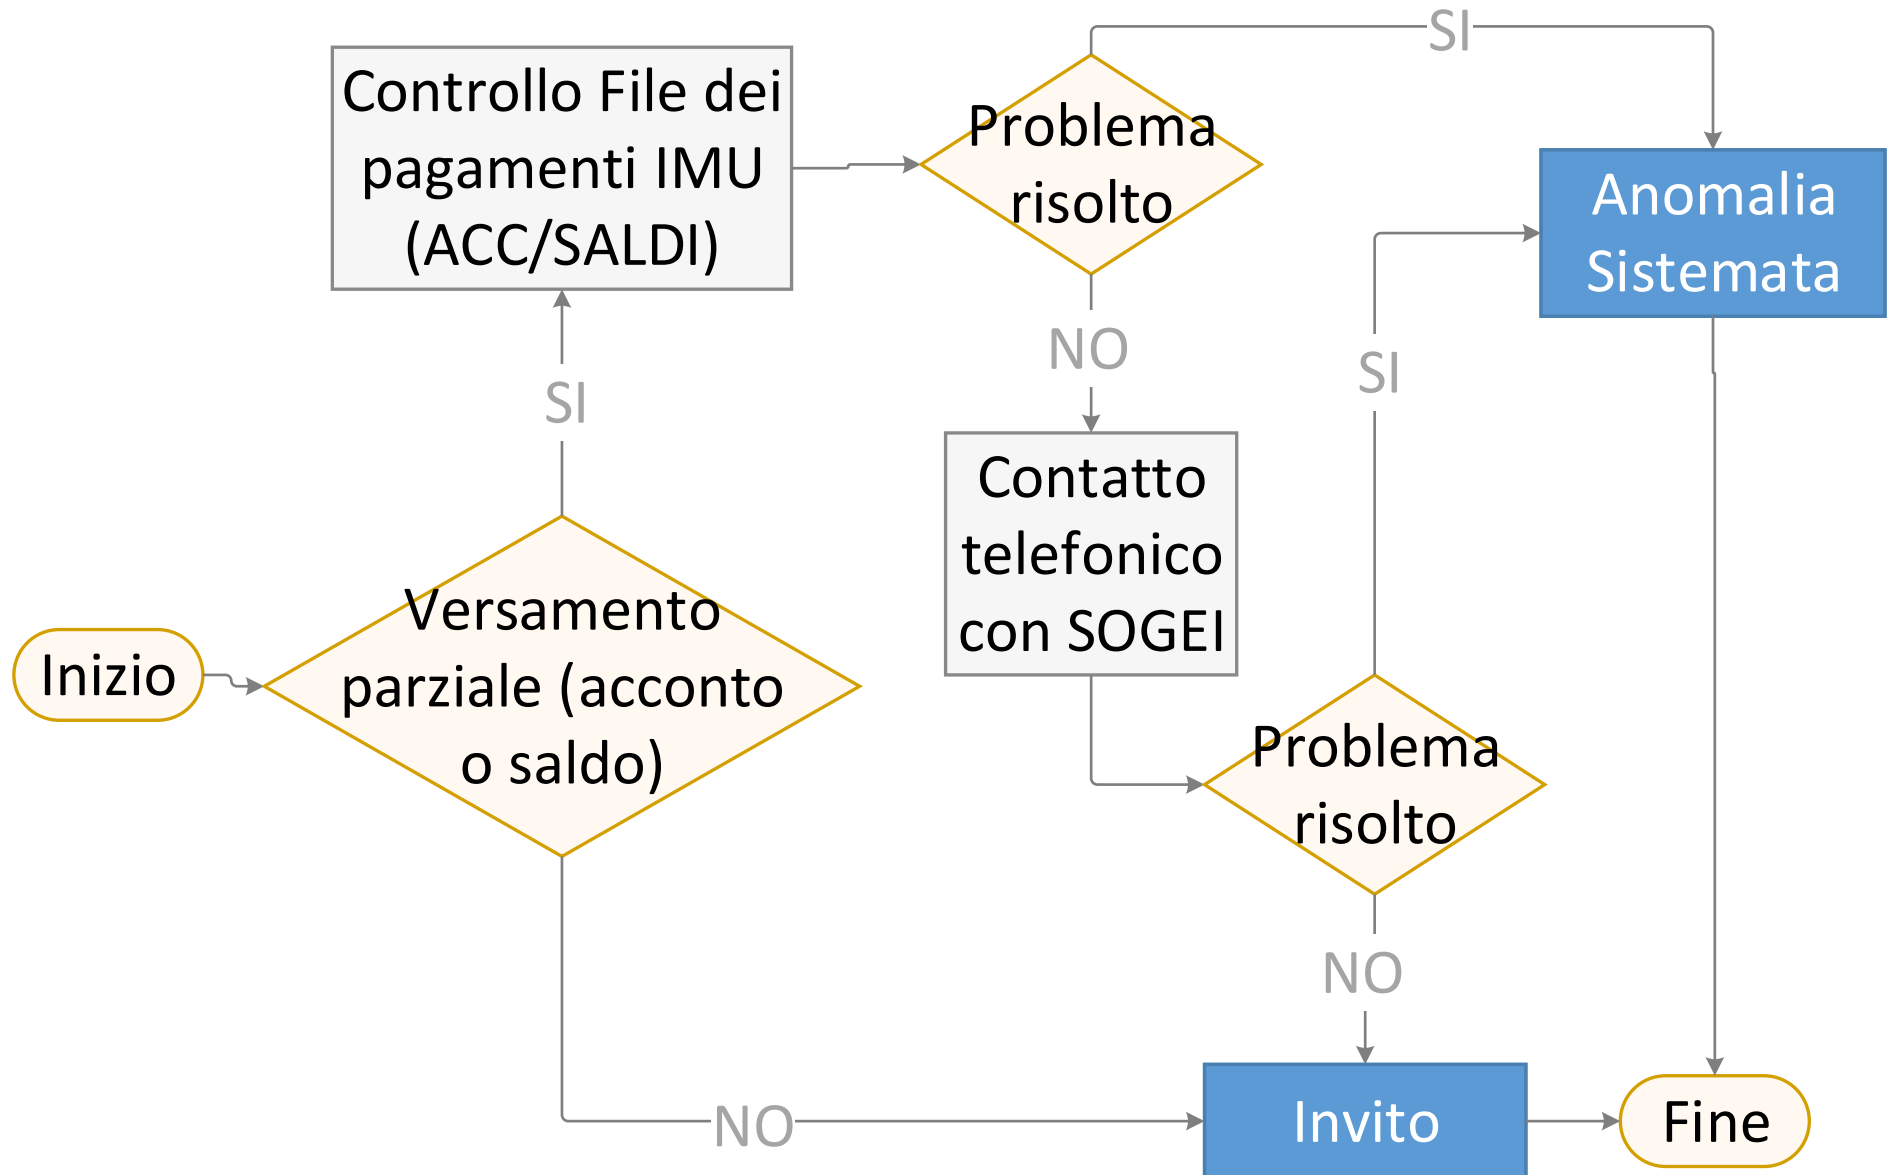 SI
Controllo File dei
pagamenti IMU
(ACC/SALDI)
Problema
risolto
Anomalia
Sistemata
NO
SI
SI
Contatto
telefonico
con SOGEI
Inizio
Versamento
parziale (acconto
o saldo)
Problema
risolto
NO
NO
Invito
Fine